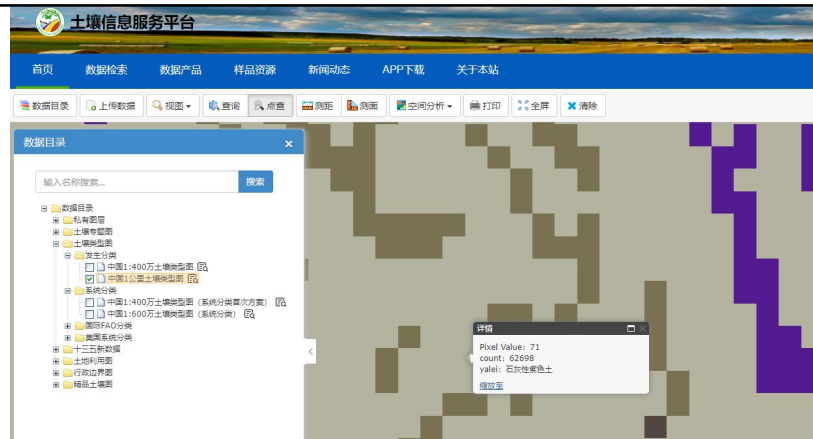 土壤信息服务平台
首页 数据检索 数据产品 样品资源 新闻动态 APP下载 关于本站
数据目录 上传数据 视图 查询 点查 测距 测面 空间分析 打印 全屏 清除
数据目录 ×
输入名称搜索... 搜索
数据目录
私有图层
土壤专题图
土壤类型图
发生分类
中国1:400万土壤类型图
中国1公里土壤类型图
系统分类
中国1:400万土壤类型图（系统分类首次方案）
中国1:600万土壤类型图（系统分类）
国际FAO分类
美国系统分类
十三五新数据
土地利用图
行政边界图
精品土壤图
详情
Pixel Value: 71
count: 62698
yalei: 石灰性紫色土
缩放至